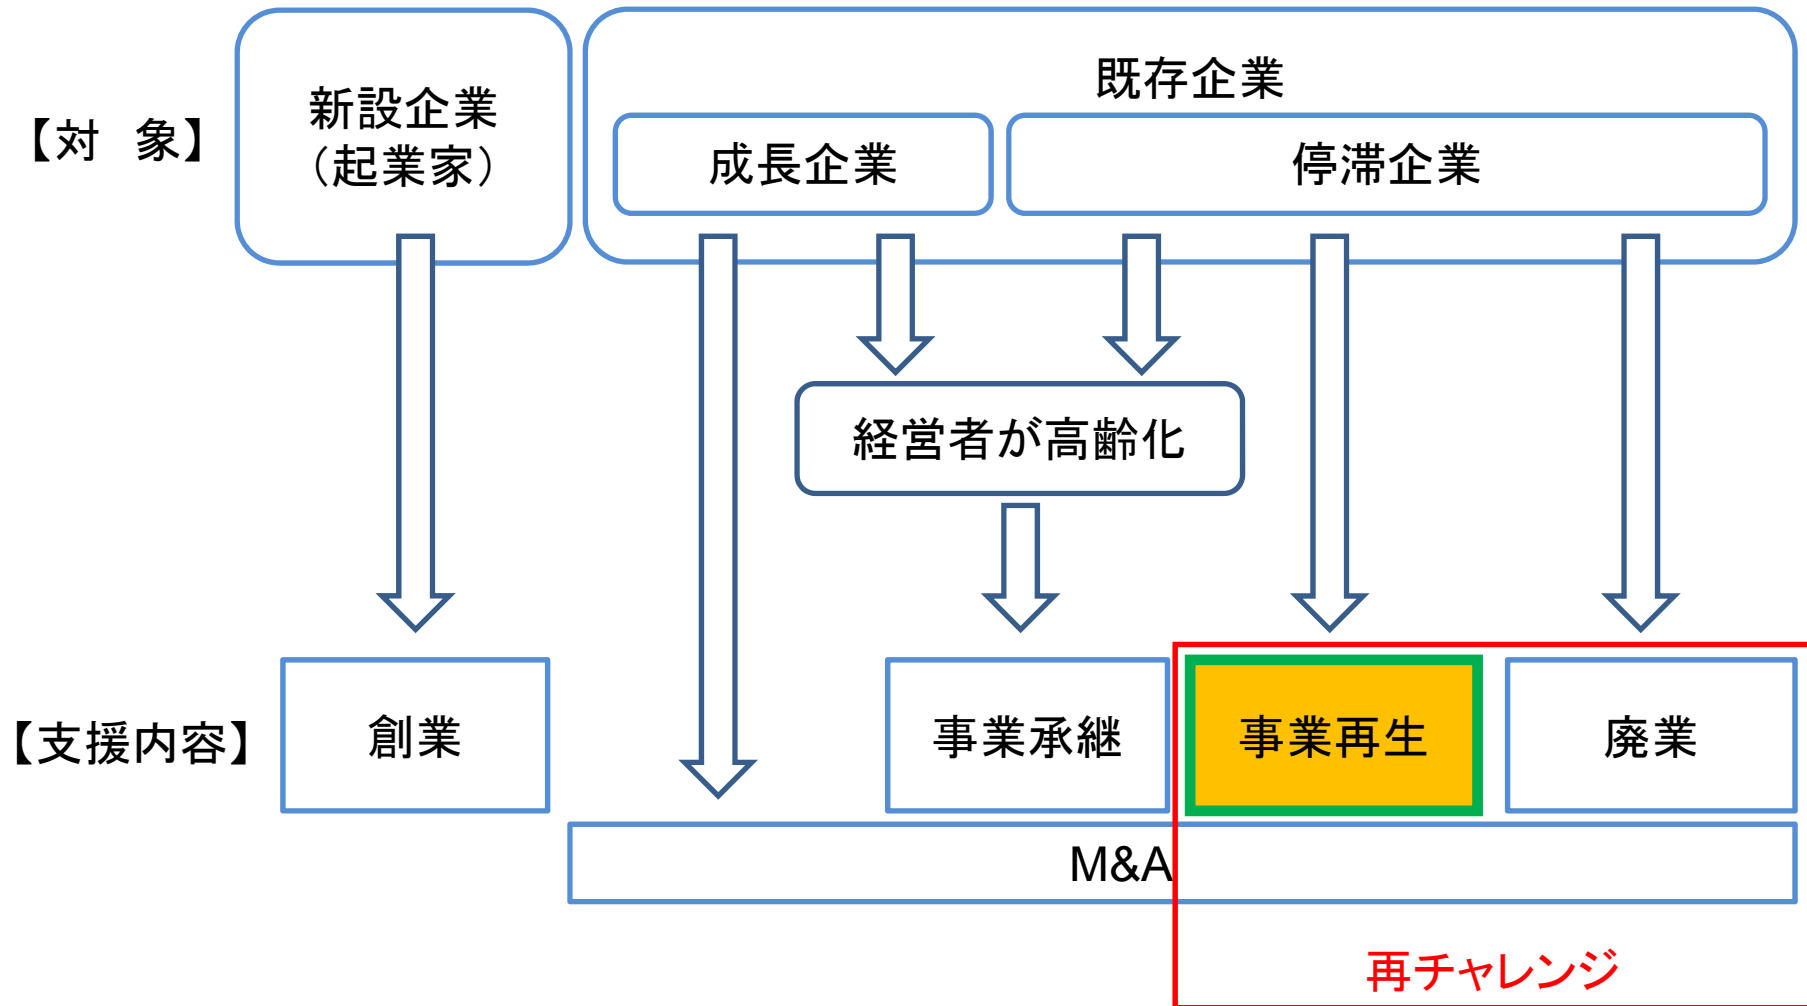 【対　象】
新設企業
（起業家）
既存企業
成長企業
停滞企業
経営者が高齢化
【支援内容】
創業
事業承継
事業再生
廃業
M&A
再チャレンジ